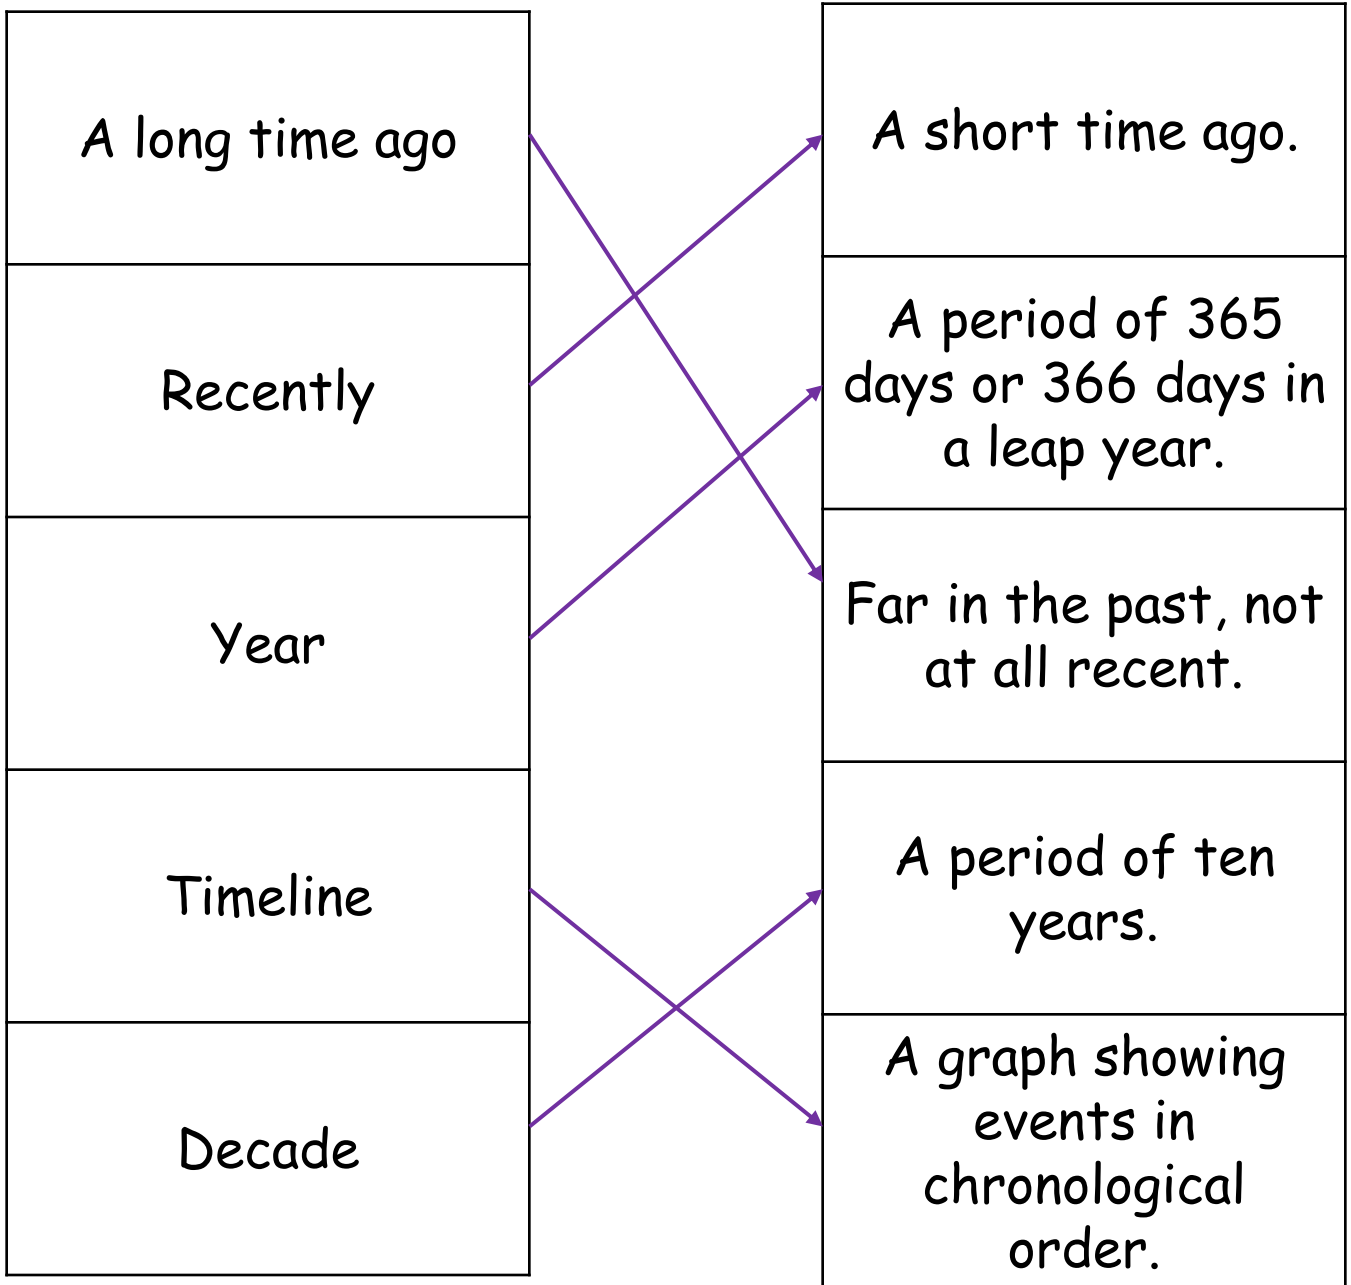 A long time ago
Recently
Year
Timeline
Decade
A short time ago.
A period of 365
days or 366 days in
a leap year.
Far in the past, not
at all recent.
A period of ten
years.
A graph showing
events in
chronological
order.